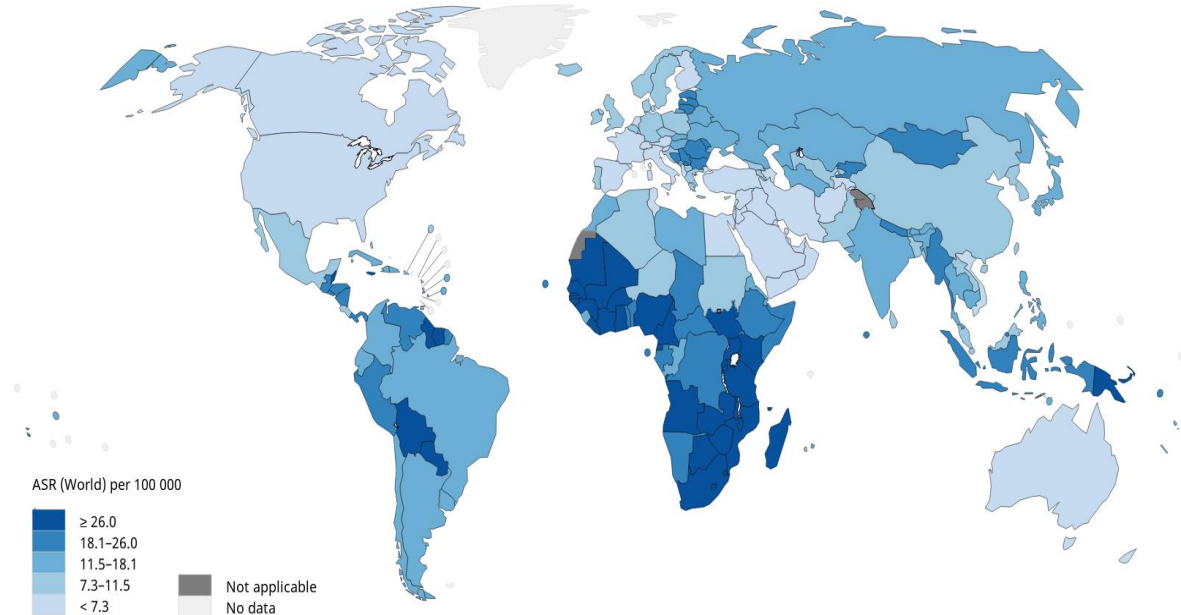 ASR (World) per 100 000
≥ 26.0
18.1–26.0
11.5–18.1
7.3–11.5
< 7.3
Not applicable
No data